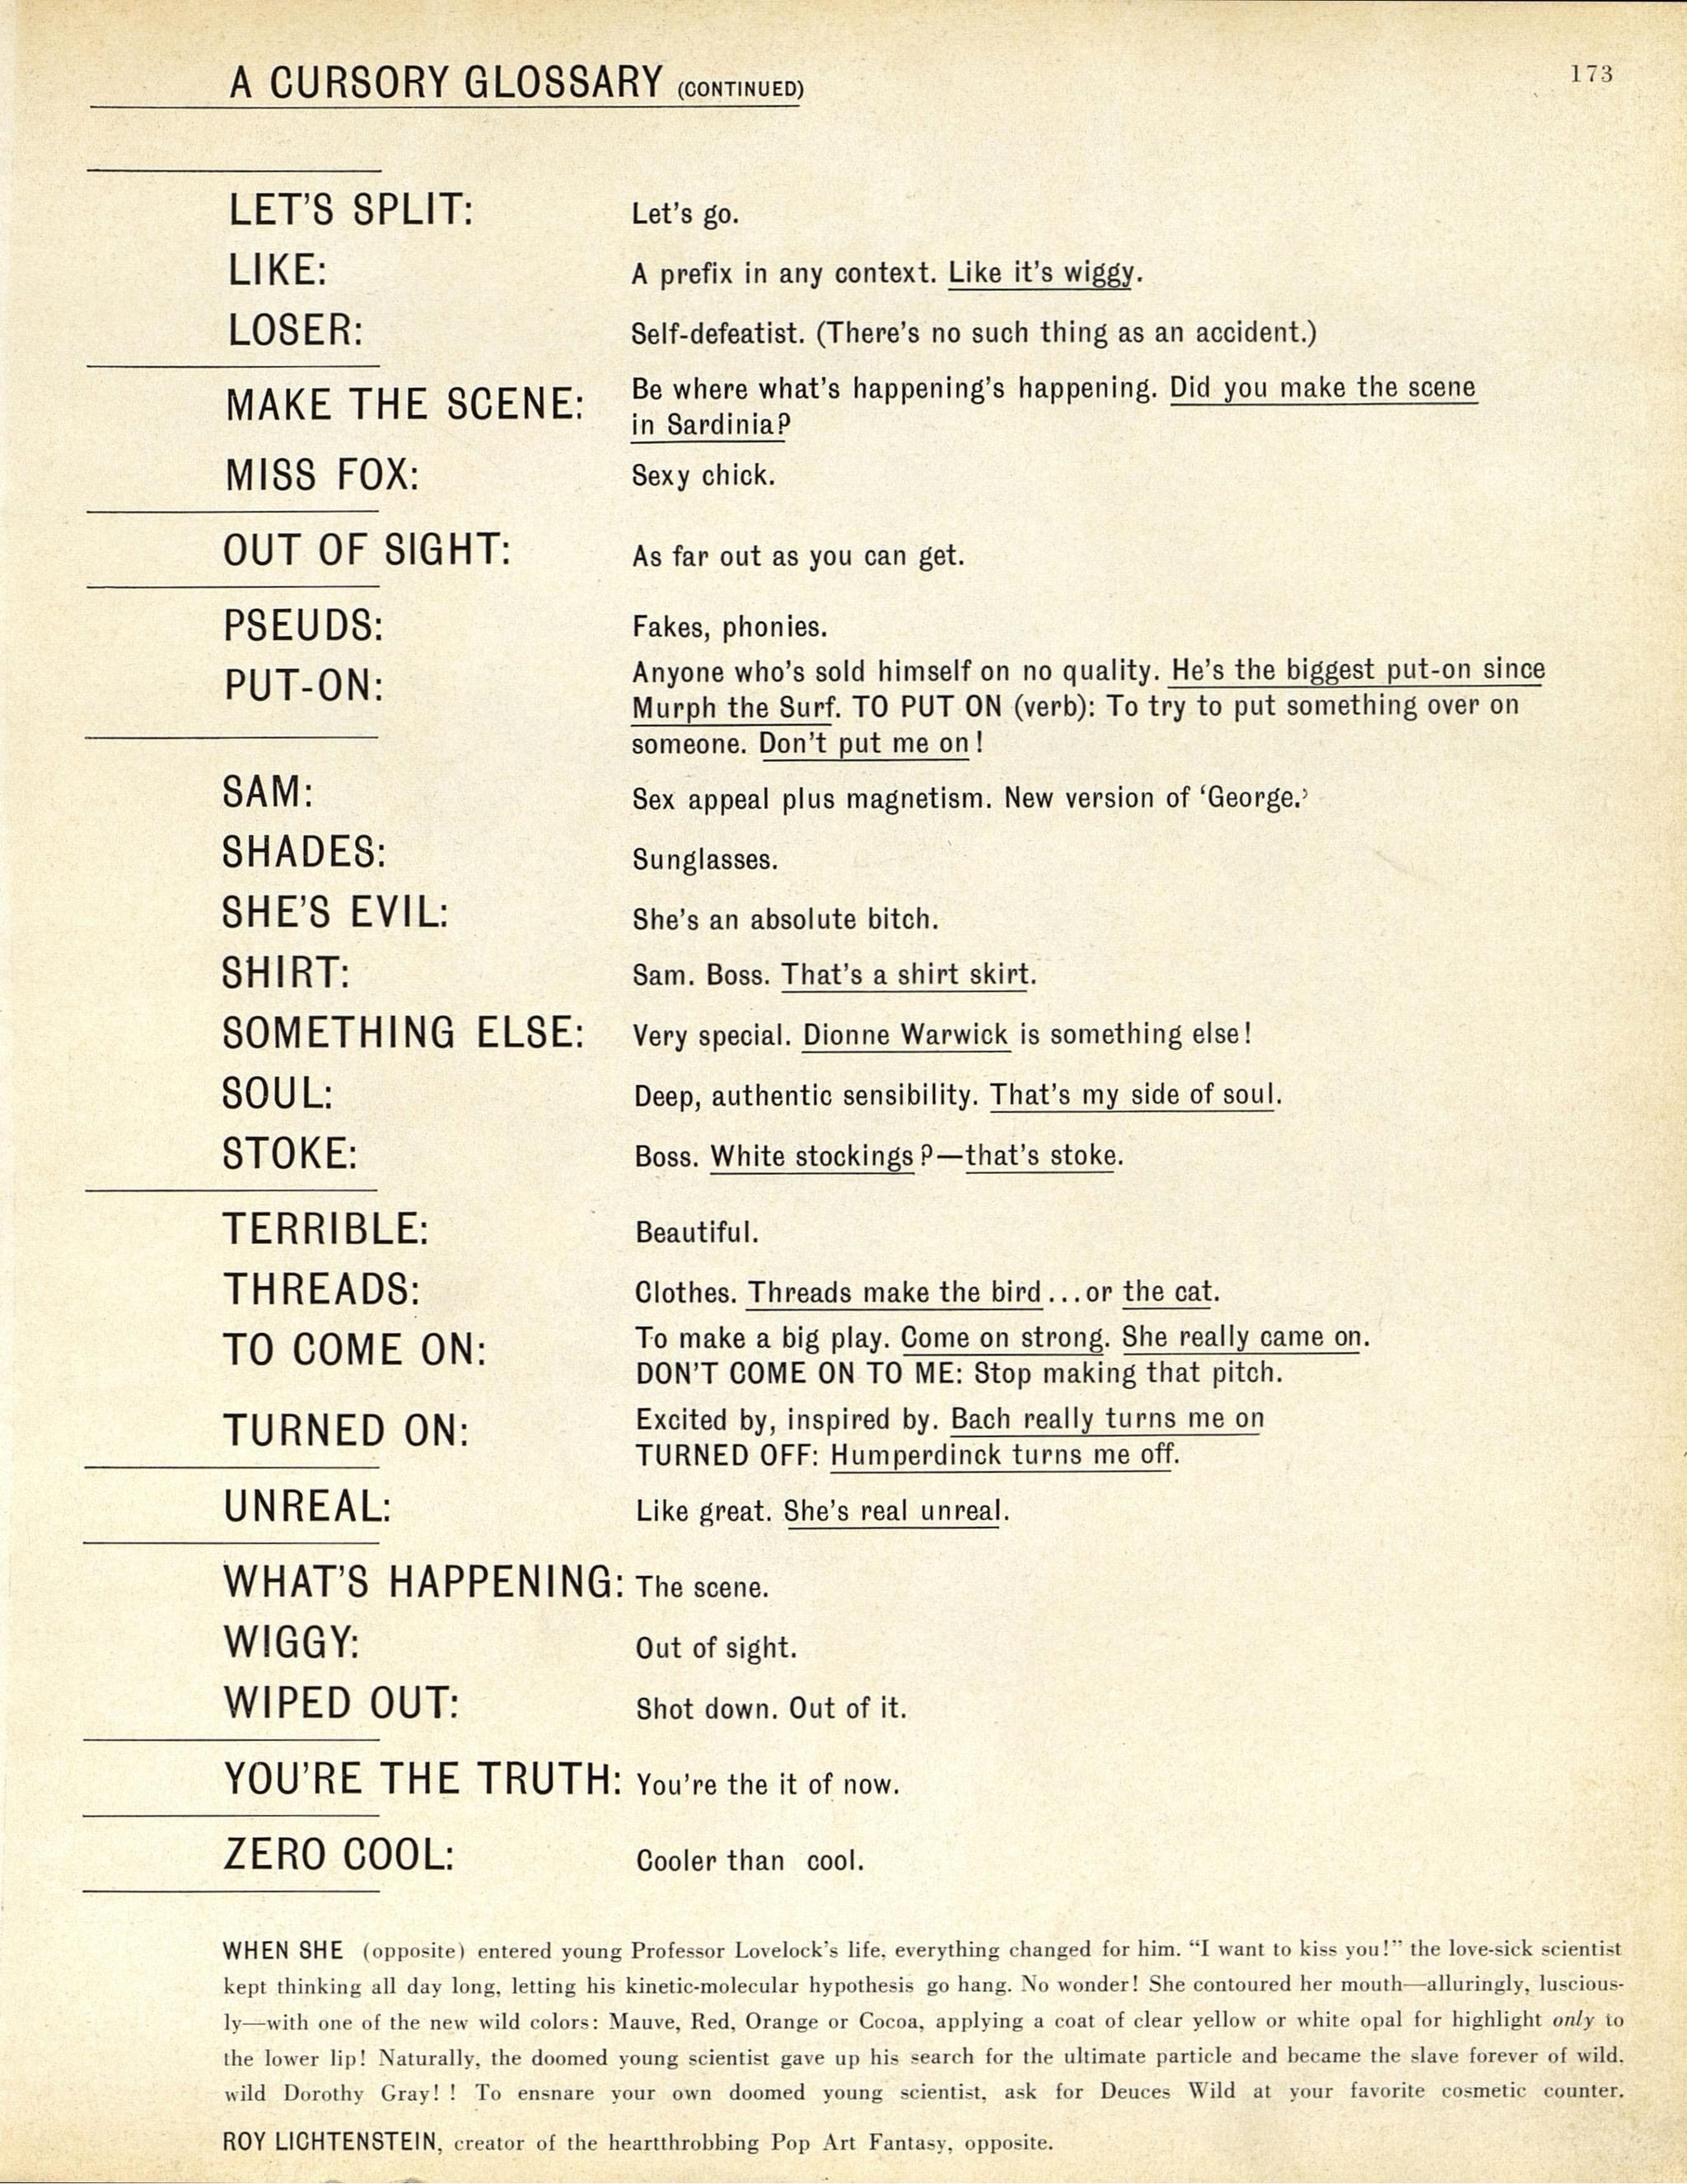 A CURSORY GLOSSARY (CONTINUED)
173
LET'S SPLIT: Let's go.
LIKE: A prefix in any context. Like it's wiggy.
LOSER: Self-defeatist. (There's no such thing as an accident.)
MAKE THE SCENE: Be where what's happening's happening. Did you make the scene
in Sardinia?
MISS FOX: Sexy chick.
OUT OF SIGHT: As far out as you can get.
PSEUDS: Fakes, phonies.
PUT-ON: Anyone who's sold himself on no quality. He's the biggest put-on since
Murph the Surf. TO PUT ON (verb): To try to put something over on
someone. Don't put me on!
SAM: Sex appeal plus magnetism. New version of ‘George.’
SHADES: Sunglasses.
SHE'S EVIL: She's an absolute bitch.
SHIRT: Sam. Boss. That's a shirt skirt.
SOMETHING ELSE: Very special. Dionne Warwick is something else!
SOUL: Deep, authentic sensibility. That's my side of soul.
STOKE: Boss. White stockings?—that's stoke.
TERRIBLE: Beautiful.
THREADS: Clothes. Threads make the bird...or the cat.
TO COME ON: To make a big play. Come on strong. She really came on.
DON'T COME ON TO ME: Stop making that pitch.
TURNED ON: Excited by, inspired by. Bach really turns me on
TURNED OFF: Humperdinck turns me off.
UNREAL: Like great. She's real unreal.
WHAT'S HAPPENING: The scene.
WIGGY: Out of sight.
WIPED OUT: Shot down. Out of it.
YOU'RE THE TRUTH: You're the it of now.
ZERO COOL: Cooler than cool.
WHEN SHE (opposite) entered young Professor Lovelock's life, everything changed for him. “I want to kiss you!” the love-sick scientist
kept thinking all day long, letting his kinetic-molecular hypothesis go hang. No wonder! She contoured her mouth—alluringly, luscious-
ly—with one of the new wild colors: Mauve, Red, Orange or Cocoa, applying a coat of clear yellow or white opal for highlight only to
the lower lip! Naturally, the doomed young scientist gave up his search for the ultimate particle and became the slave forever of wild,
wild Dorothy Gray! ! To ensnare your own doomed young scientist, ask for Deuces Wild at your favorite cosmetic counter.
ROY LICHTENSTEIN, creator of the heartthrobbing Pop Art Fantasy, opposite.